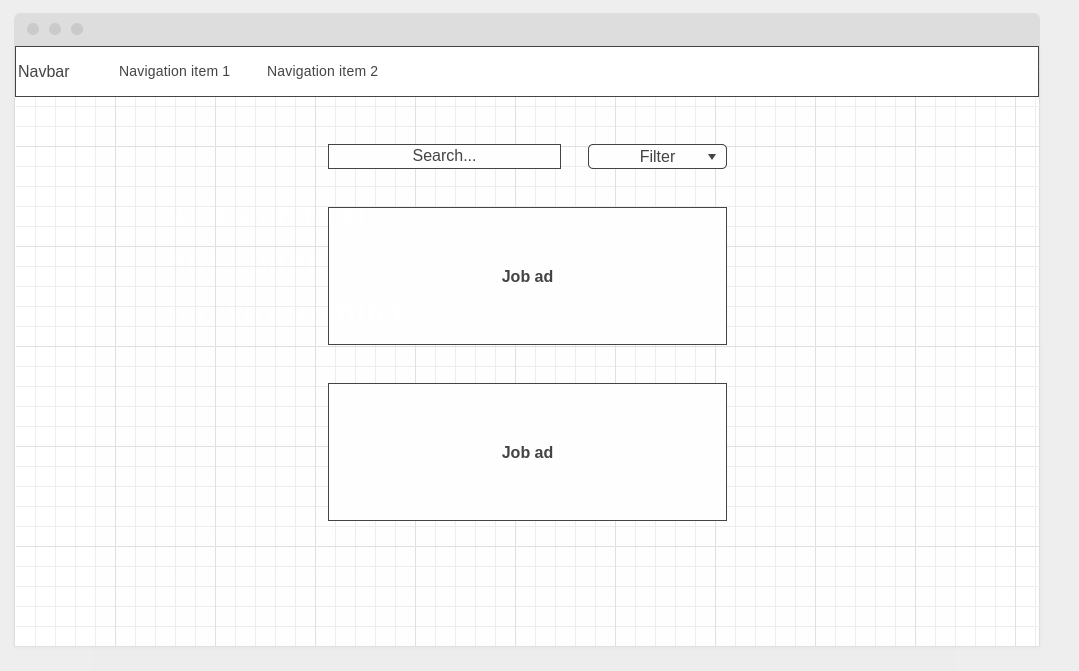 Navbar Navigation item 1 Navigation item 2
Search... Filter
Job ad
Job ad